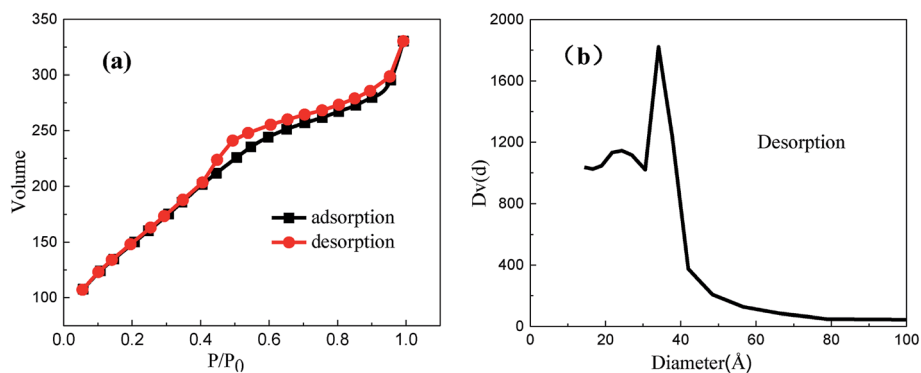 (a)
350
300
250
200
150
100
Volume
adsorption
desorption
0.0 0.2 0.4 0.6 0.8 1.0
P/P0
(b)
2000
1600
1200
800
400
0
Dv(d)
Desorption
0 20 40 60 80 100
Diameter(Å)